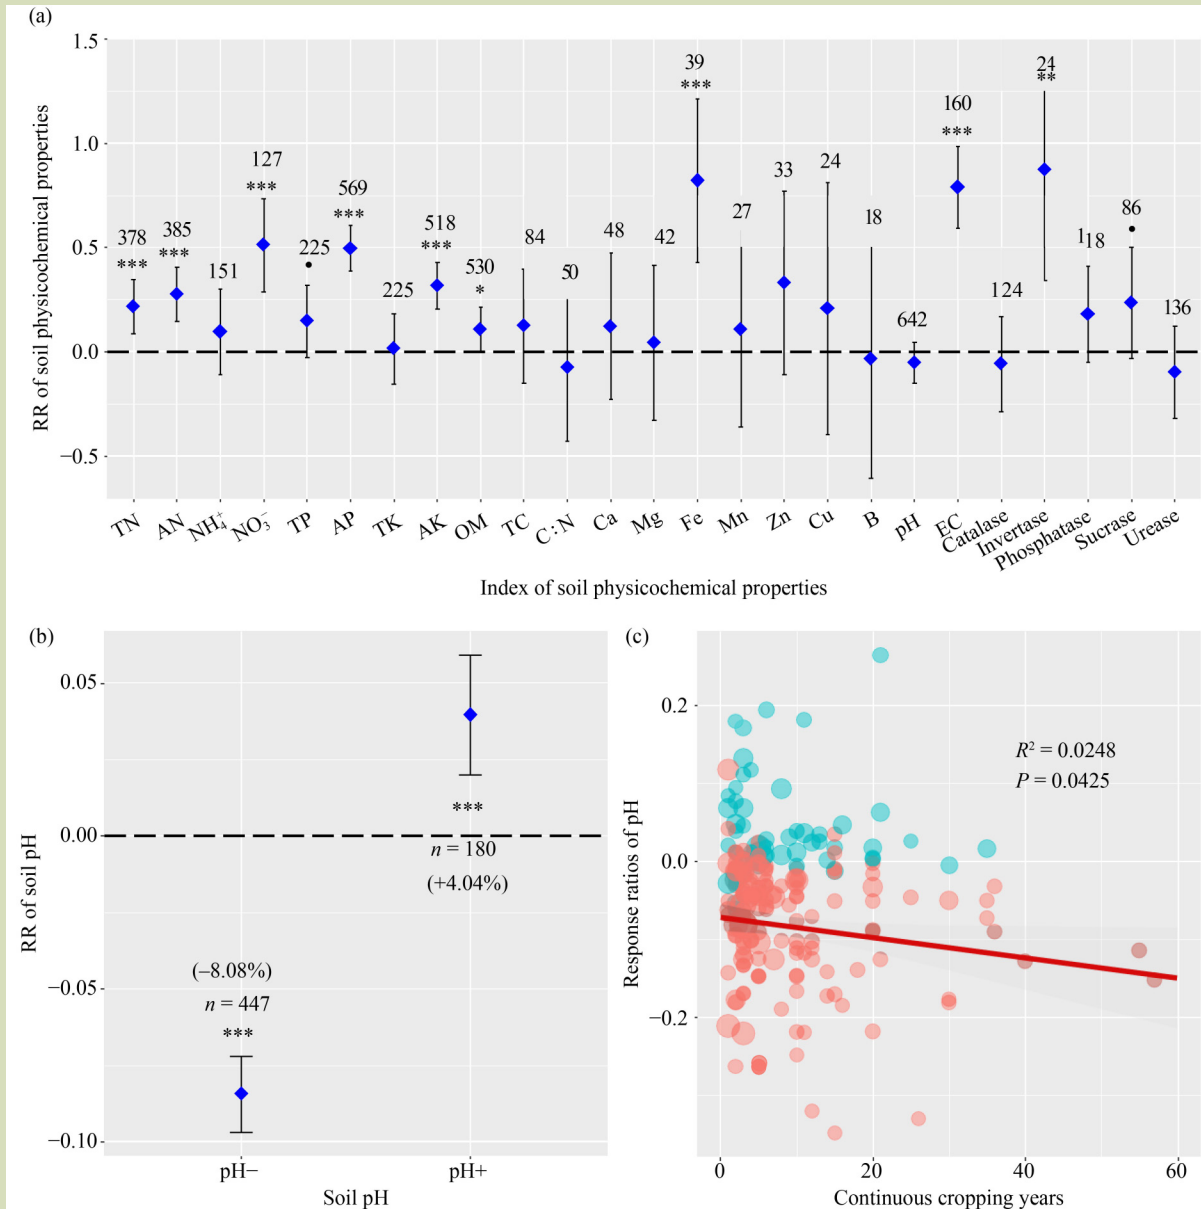 (a)
RR of soil physicochemical properties
1.5
1.0
0.5
0.0
−0.5
378
***
385
***
151
127
***
225
•
569
***
225
518
***
530
*
84
50
48
42
39
***
27
33
24
18
642
160
***
124
24
**
118
86
•
136
TN
AN
NH₄⁺
NO₃⁻
TP
AP
TK
AK
OM
TC
C:N
Ca
Mg
Fe
Mn
Zn
Cu
B
pH
EC
Catalase
Invertase
Phosphatase
Sucrase
Urease
Index of soil physicochemical properties
(b)
RR of soil pH
0.05
0.00
−0.05
−0.10
***
n = 180
(+4.04%)
(−8.08%)
n = 447
***
pH−
pH+
Soil pH
(c)
Response ratios of pH
0.2
0.0
−0.2
R² = 0.0248
P = 0.0425
0
20
40
60
Continuous cropping years